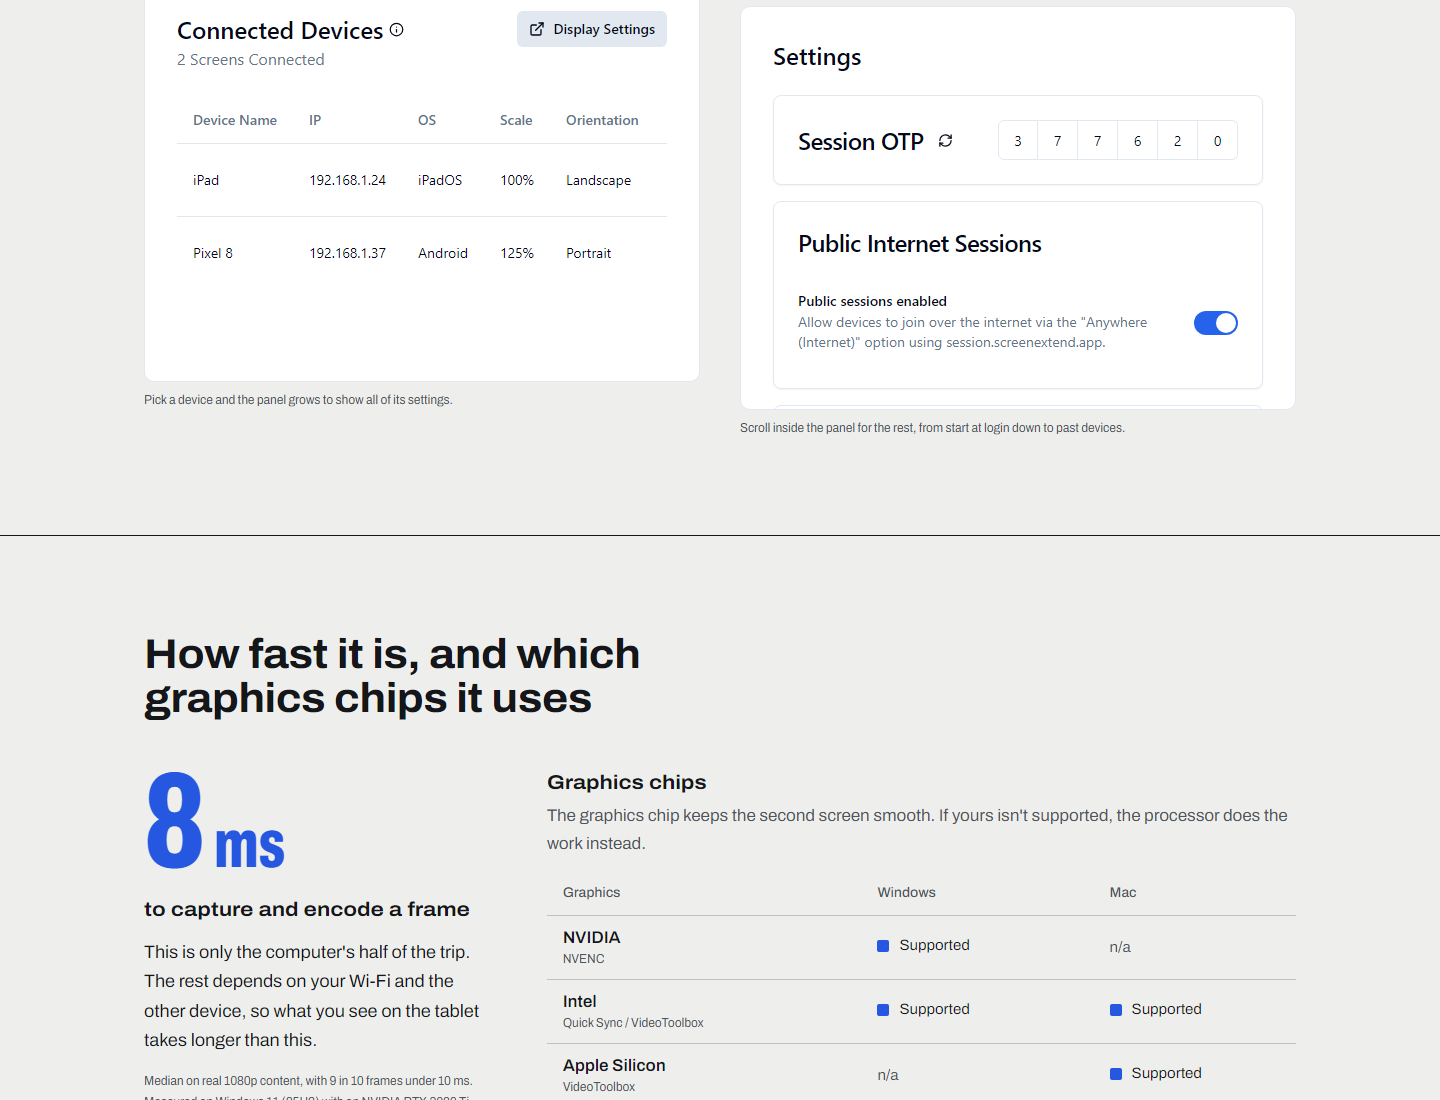 Connected Devices
Display Settings
2 Screens Connected
Device Name IP OS Scale Orientation
iPad 192.168.1.24 iPadOS 100% Landscape
Pixel 8 192.168.1.37 Android 125% Portrait
Pick a device and the panel grows to show all of its settings.
Settings
Session OTP 3 7 7 6 2 0
Public Internet Sessions
Public sessions enabled
Allow devices to join over the internet via the "Anywhere
(Internet)" option using session.screenextend.app.
Scroll inside the panel for the rest, from start at login down to past devices.
How fast it is, and which
graphics chips it uses
8 ms
to capture and encode a frame
This is only the computer's half of the trip.
The rest depends on your Wi-Fi and the
other device, so what you see on the tablet
takes longer than this.
Median on real 1080p content, with 9 in 10 frames under 10 ms.
Graphics chips
The graphics chip keeps the second screen smooth. If yours isn't supported, the processor does the
work instead.
Graphics Windows Mac
NVIDIA Supported n/a
NVENC
Intel Supported Supported
Quick Sync / VideoToolbox
Apple Silicon n/a Supported
VideoToolbox